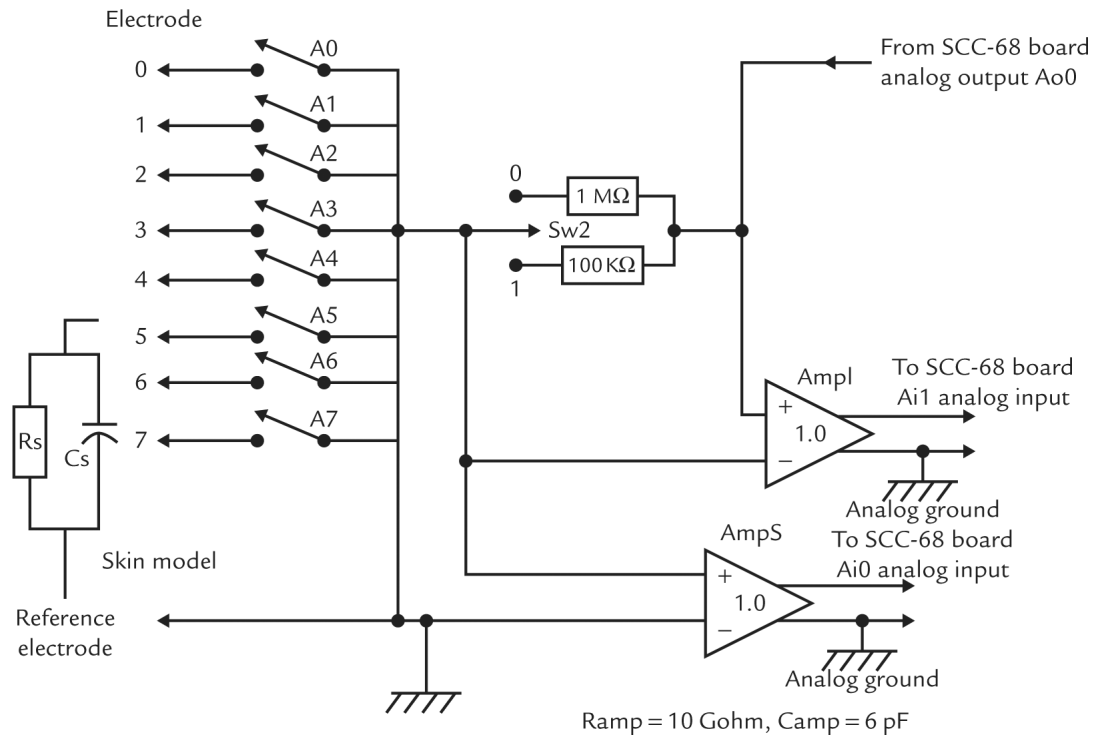 Electrode
From SCC-68 board
analog output Ao0
0
A0
1
A1
2
A2
3
A3
4
A4
5
A5
6
A6
7
A7
0
1 MΩ
Sw2
100 KΩ
1
Rs
Cs
Skin model
Reference
electrode
AmpI
+
1.0
−
To SCC-68 board
Ai1 analog input
Analog ground
AmpS
+
1.0
−
To SCC-68 board
Ai0 analog input
Analog ground
Ramp = 10 Gohm, Camp = 6 pF